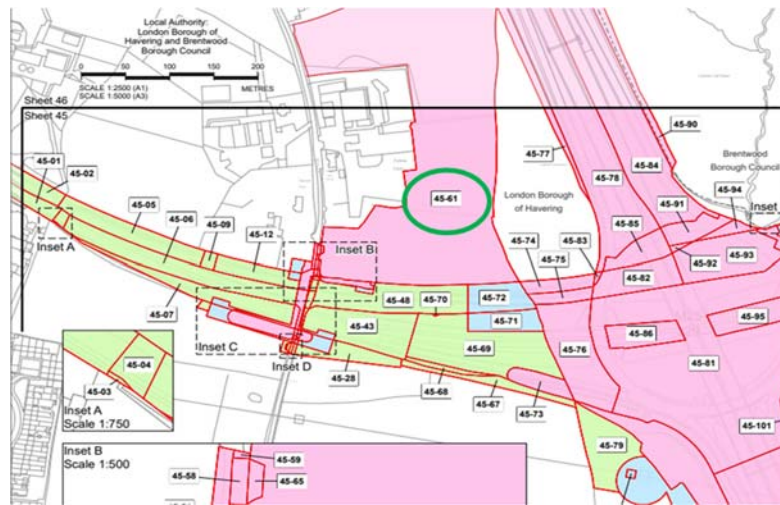 Local Authority:
London Borough of
Havering and Brentwood
Borough Council
0 50 100 150 200
SCALE 1:2500 (A1)
SCALE 1:5000 (A3)
METRES
Sheet 46
Sheet 45
45-90
45-77
45-84
Brentwood
Borough Council
45-01
45-02
45-78
45-94
45-61
45-91
45-05
London Borough
of Havering
Inset
45-06
45-85
45-09
45-12
45-74
45-83
45-92
45-93
Inset A
Inset B
45-75
45-82
45-48
45-70
45-72
45-07
45-71
45-95
45-43
45-86
Inset C
45-69
45-76
45-04
45-81
Inset D
45-28
45-03
45-68
45-67
45-73
Inset A
Scale 1:750
45-101
Inset B
Scale 1:500
45-59
45-79
45-58
45-65